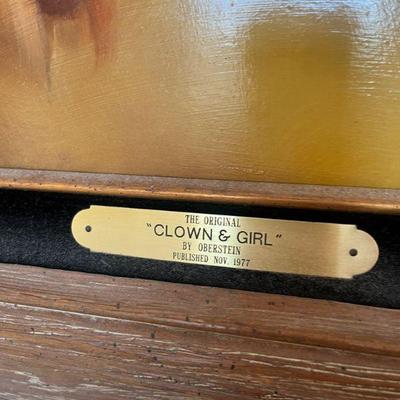 THE ORIGINAL
"CLOWN & GIRL"
BY OBERSTEIN
PUBLISHED NOV. 1977